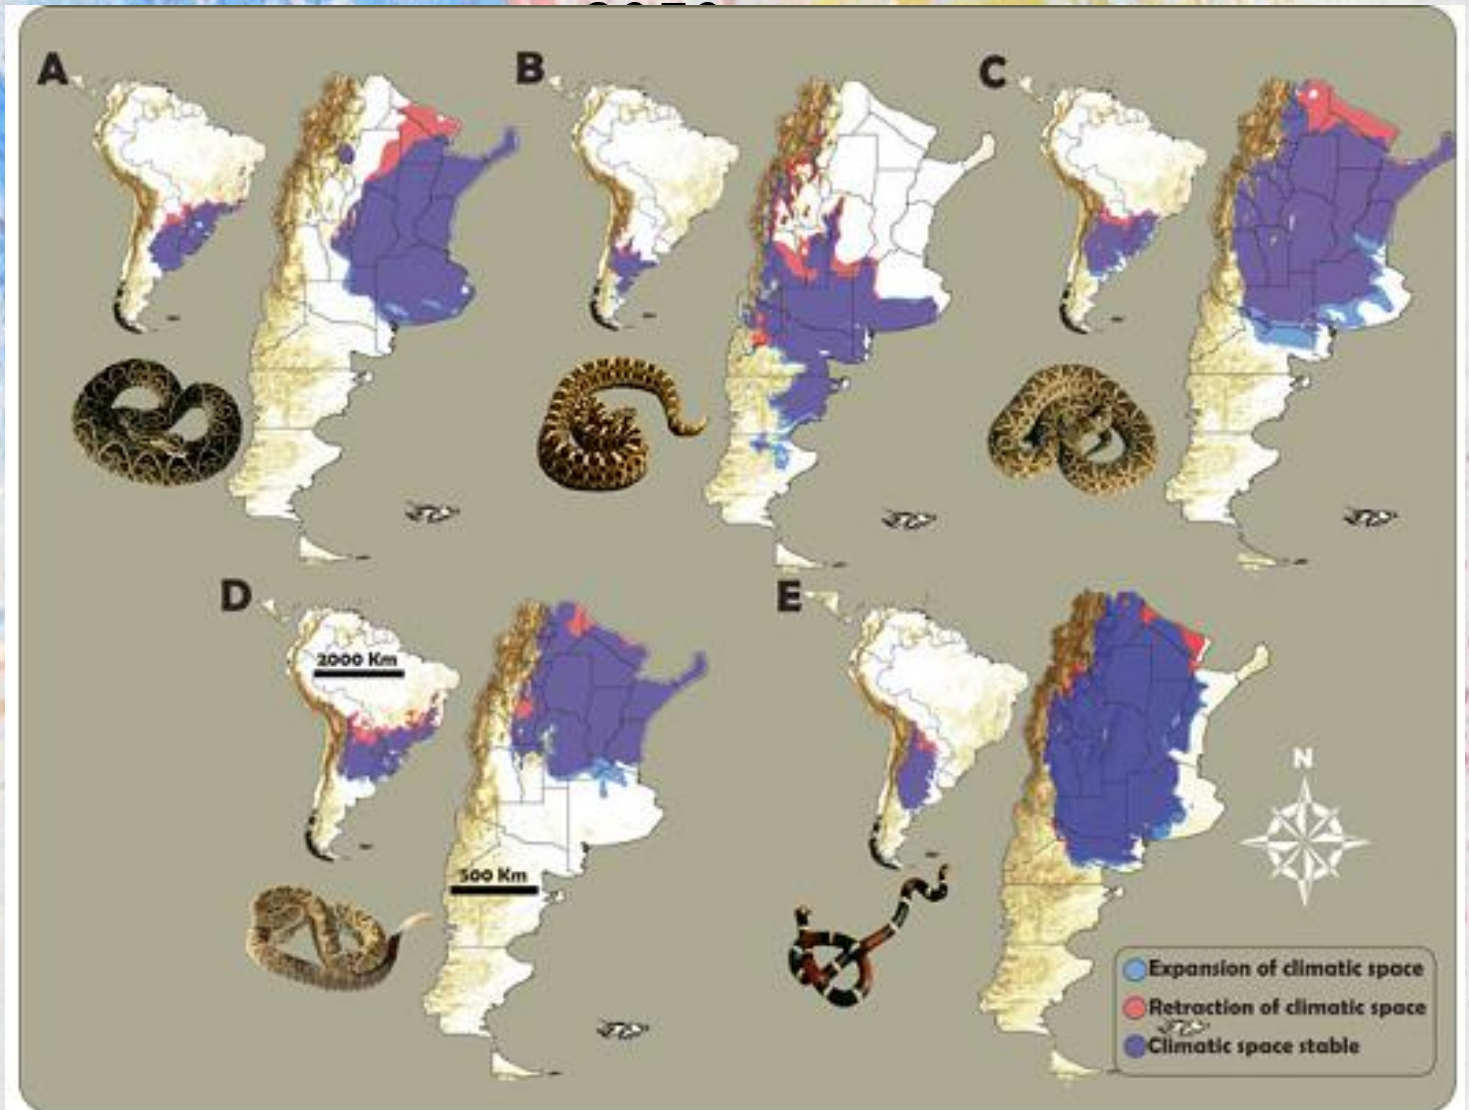 A
B
C
D
E
2000 Km
500 Km
N
Expansion of climatic space
Retraction of climatic space
Climatic space stable